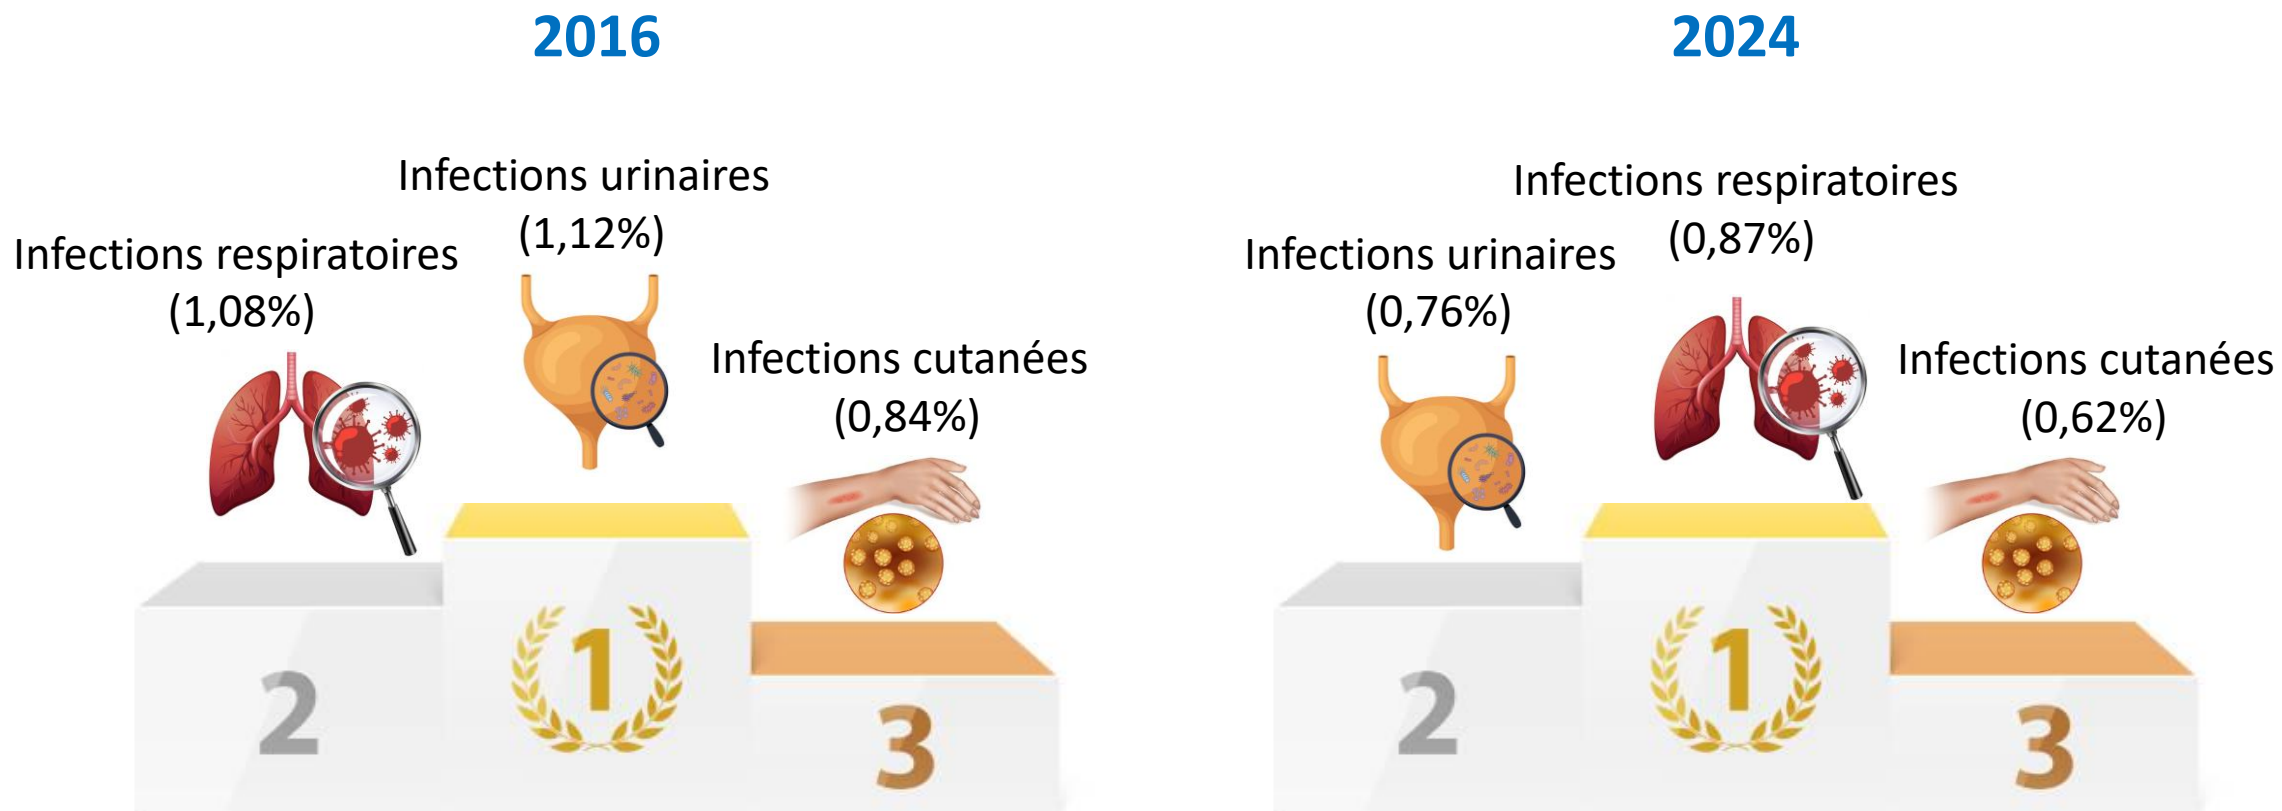 2016
Infections urinaires
(1,12%)
Infections respiratoires
(1,08%)
Infections cutanées
(0,84%)
2
1
3
2024
Infections respiratoires
(0,87%)
Infections urinaires
(0,76%)
Infections cutanées
(0,62%)
2
1
3